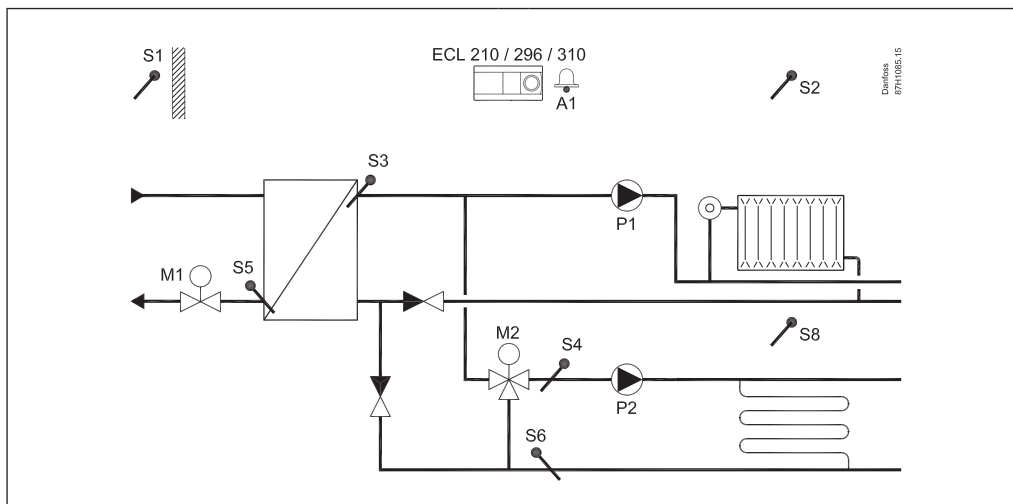 S1
ECL 210 / 296 / 310
A1
S2
Danfoss
87H1085.15
S3
P1
M1
S5
M2
S4
S8
P2
S6